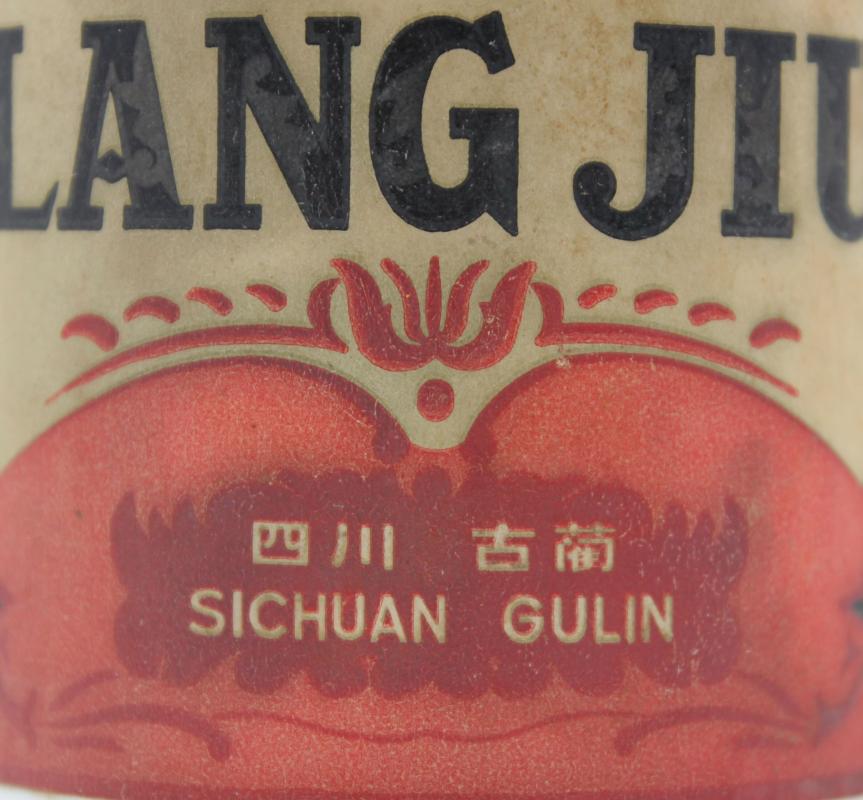 LANG JIU
四川 古蔺
SICHUAN GULIN